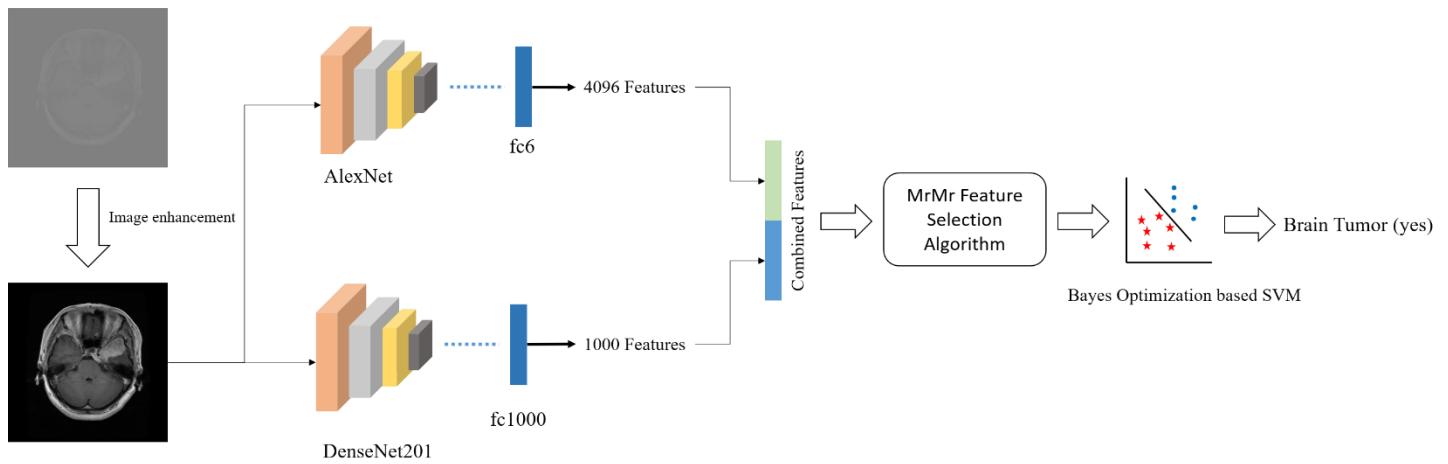 Image enhancement
AlexNet
fc6
4096 Features
DenseNet201
fc1000
1000 Features
Combined Features
MrMr Feature
Selection
Algorithm
Bayes Optimization based SVM
Brain Tumor (yes)